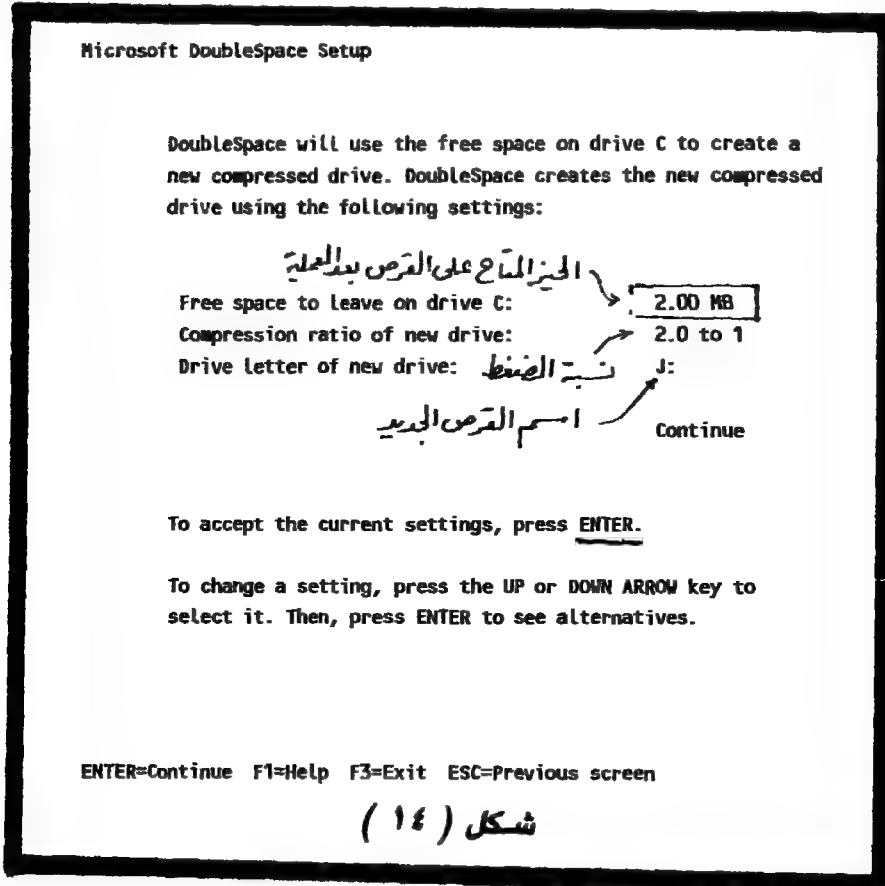 Microsoft DoubleSpace Setup
DoubleSpace will use the free space on drive C to create a
new compressed drive. DoubleSpace creates the new compressed
drive using the following settings:
الحيز المتاح على القرص بعد العملية
Free space to leave on drive C: 2.00 MB
Compression ratio of new drive: 2.0 to 1
Drive letter of new drive: نسبة الضغط J:
اسم القرص الجديد
Continue
To accept the current settings, press ENTER.
To change a setting, press the UP or DOWN ARROW key to
select it. Then, press ENTER to see alternatives.
ENTER=Continue F1=Help F3=Exit ESC=Previous screen
شكل ( ١٤ )